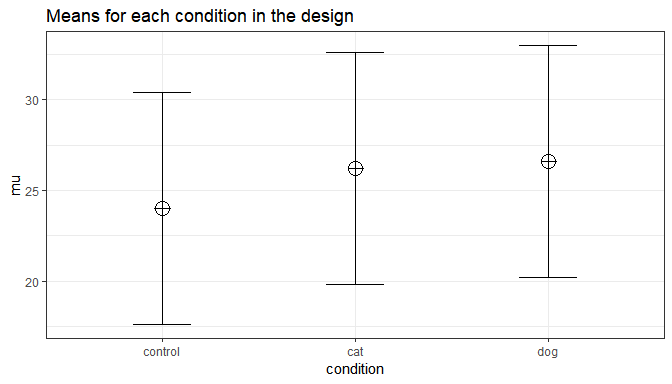 Means for each condition in the design
mu
30
25
20
control
cat
dog
condition